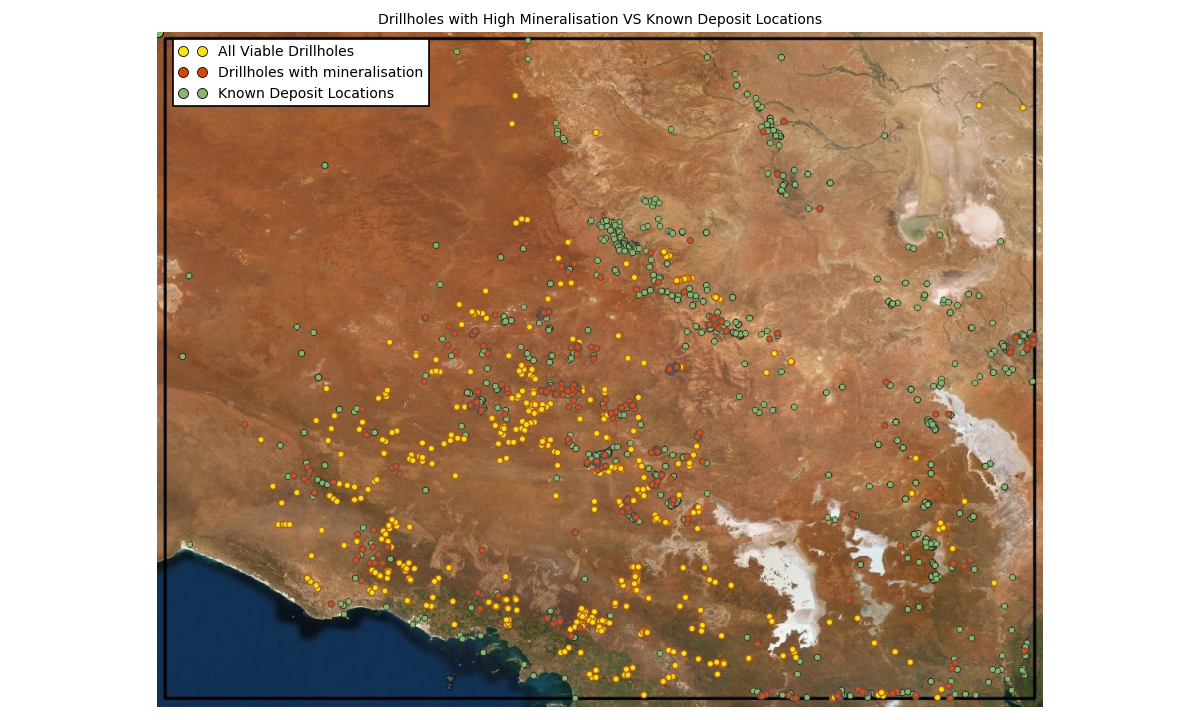 Drillholes with High Mineralisation VS Known Deposit Locations
All Viable Drillholes
Drillholes with mineralisation
Known Deposit Locations